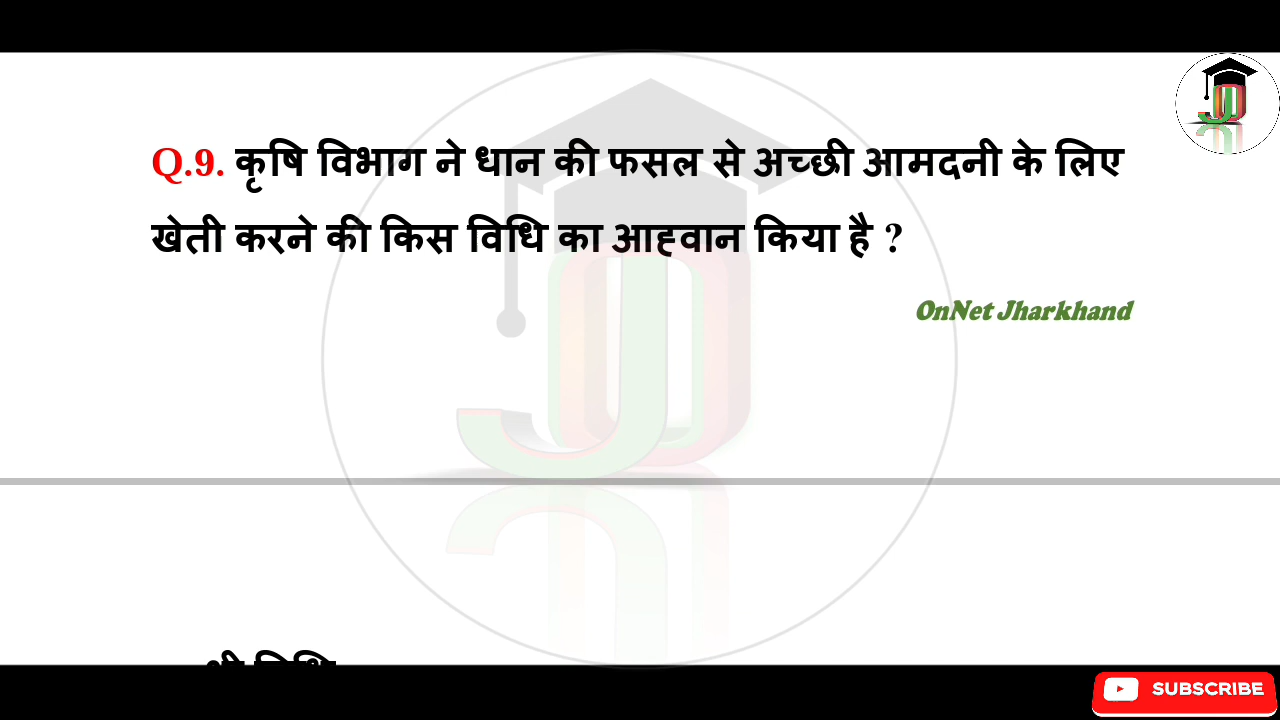 Q.9. कृषि विभाग ने धान की फसल से अच्छी आमदनी के लिए
खेती करने की किस विधि का आह्वान किया है ?
OnNet Jharkhand
SUBSCRIBE